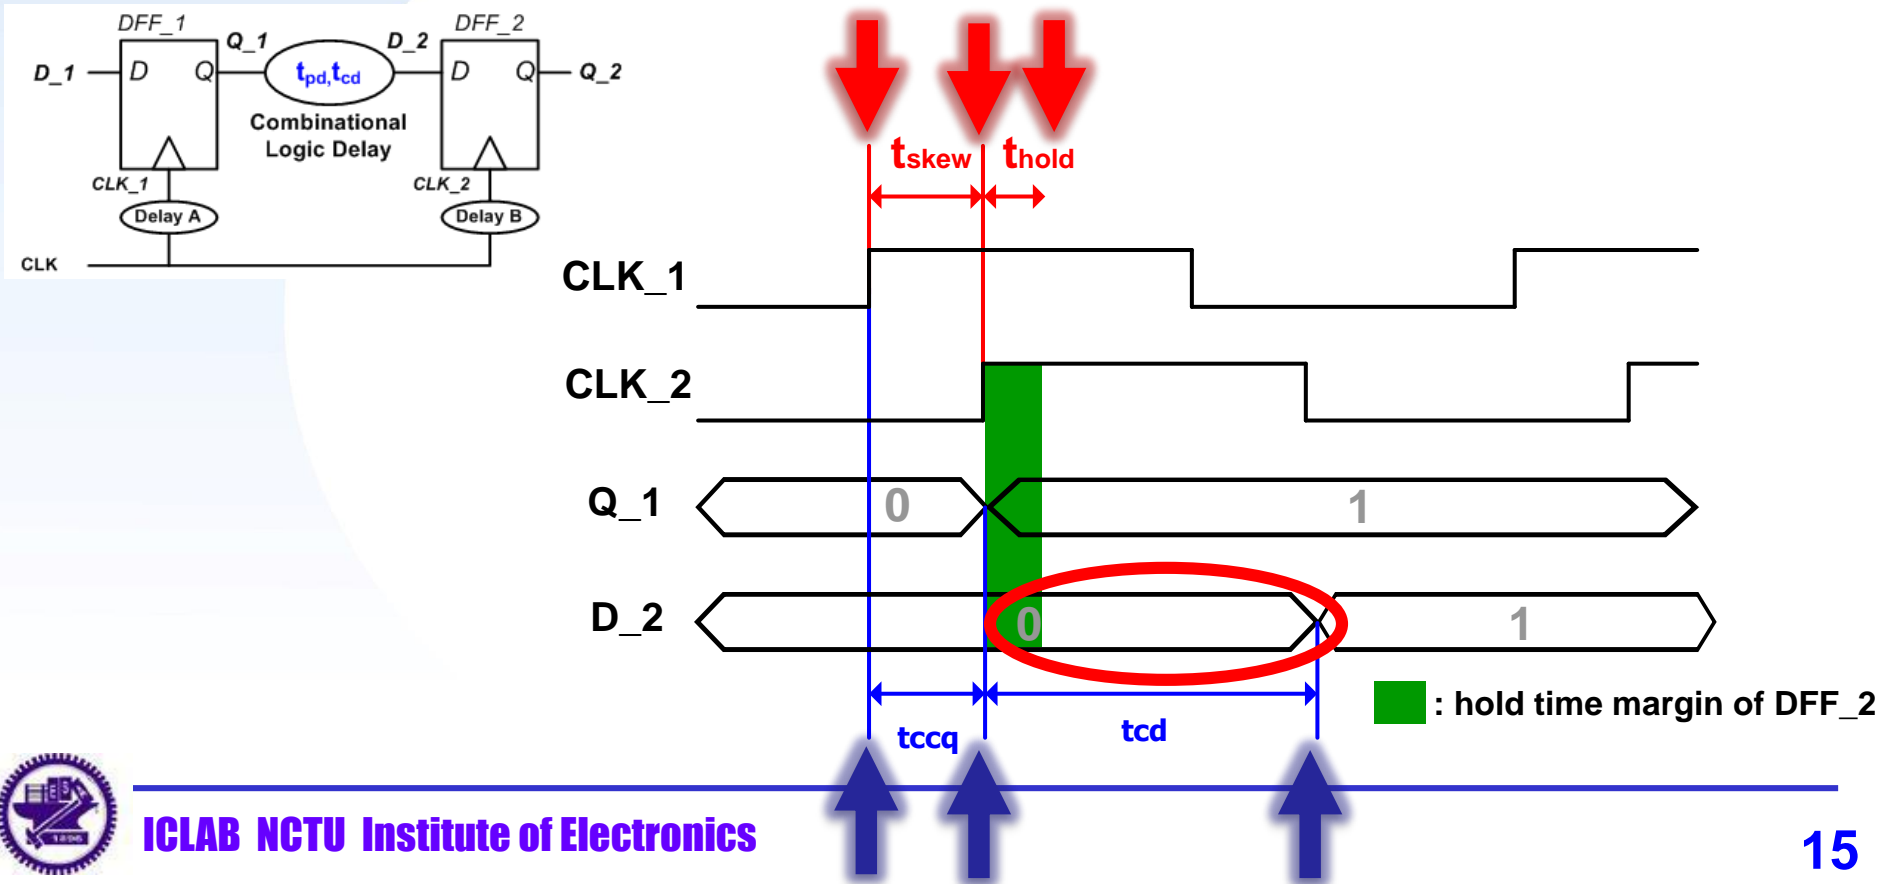 DFF_1
DFF_2
Q_1
D_2
D_1
D
Q
tpd,tcd
D
Q
Q_2
Combinational
Logic Delay
CLK_1
CLK_2
Delay A
Delay B
CLK
tskew
thold
CLK_1
CLK_2
Q_1
0
1
D_2
0
1
: hold time margin of DFF_2
tccq
tcd
ES
1896
ICLAB NCTU Institute of Electronics
15